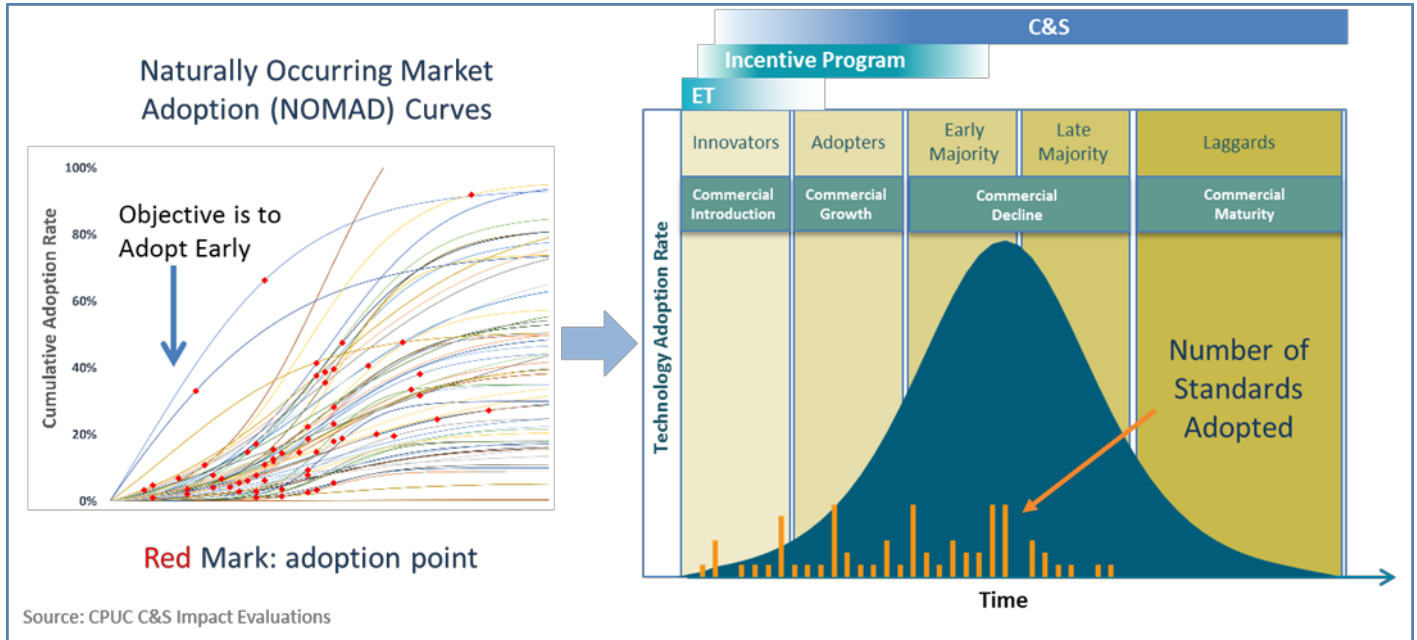 Naturally Occurring Market
Adoption (NOMAD) Curves
100%
80%
60%
40%
20%
0%
Cumulative Adoption Rate
Objective is to
Adopt Early
Red Mark: adoption point
Source: CPUC C&S Impact Evaluations
C&S
Incentive Program
ET
Innovators
Adopters
Early
Majority
Late
Majority
Laggards
Commercial
Introduction
Commercial
Growth
Commercial
Decline
Commercial
Maturity
Technology Adoption Rate
Number of
Standards
Adopted
Time